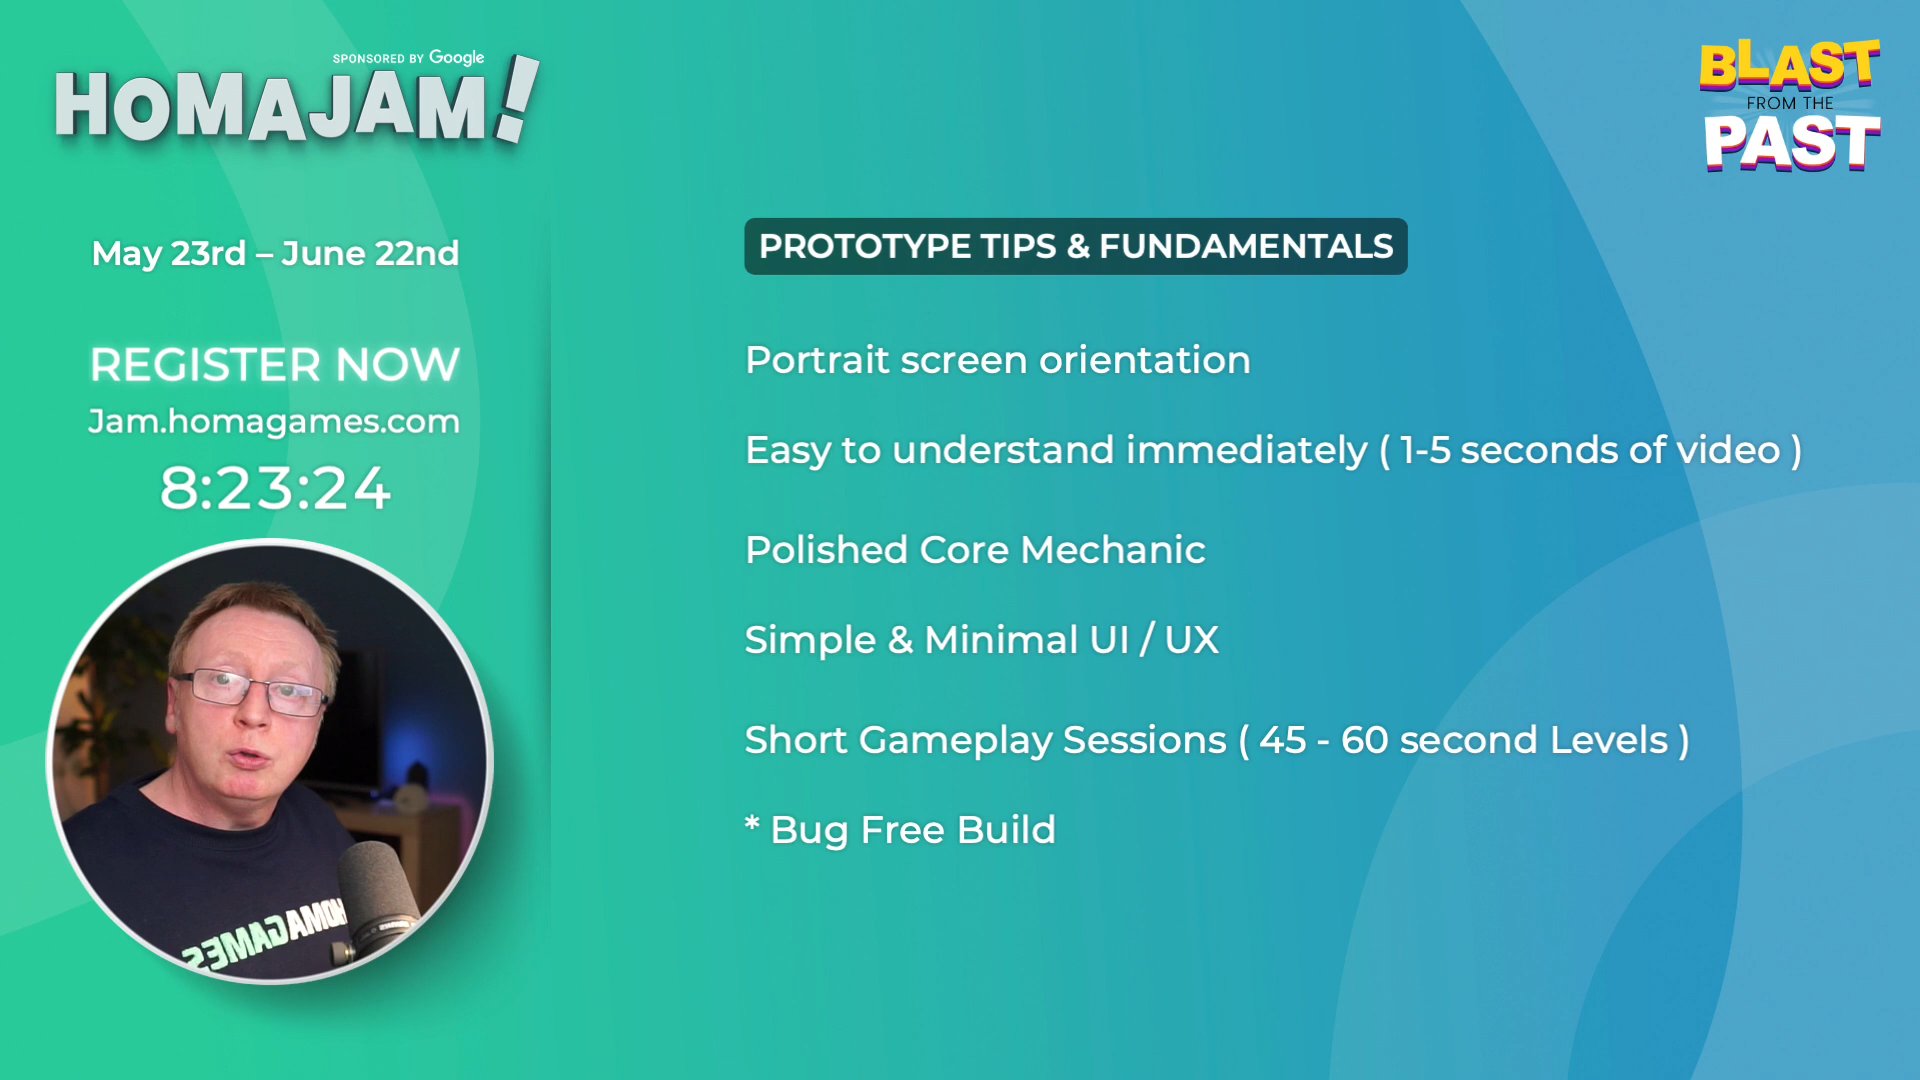 SPONSORED BY Google
HOMAJAM!
BLAST
FROM THE
PAST
May 23rd – June 22nd
REGISTER NOW
Jam.homagames.com
8:23:24
HOMAGAMES
PROTOTYPE TIPS & FUNDAMENTALS
Portrait screen orientation
Easy to understand immediately ( 1-5 seconds of video )
Polished Core Mechanic
Simple & Minimal UI / UX
Short Gameplay Sessions ( 45 - 60 second Levels )
* Bug Free Build